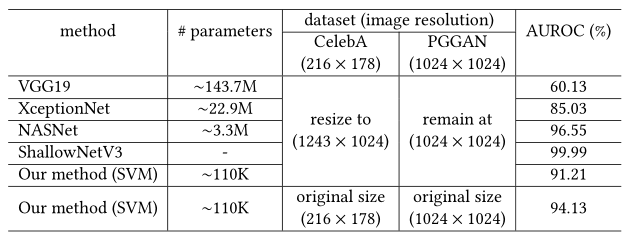 method # parameters dataset (image resolution) AUROC (%)
CelebA PGGAN
(216 × 178) (1024 × 1024)
VGG19 ~143.7M 60.13
XceptionNet ~22.9M 85.03
resize to remain at
NASNet ~3.3M 96.55
(1243 × 1024) (1024 × 1024)
ShallowNetV3 - 99.99
Our method (SVM) ~110K 91.21
Our method (SVM) ~110K original size original size 94.13
(216 × 178) (1024 × 1024)